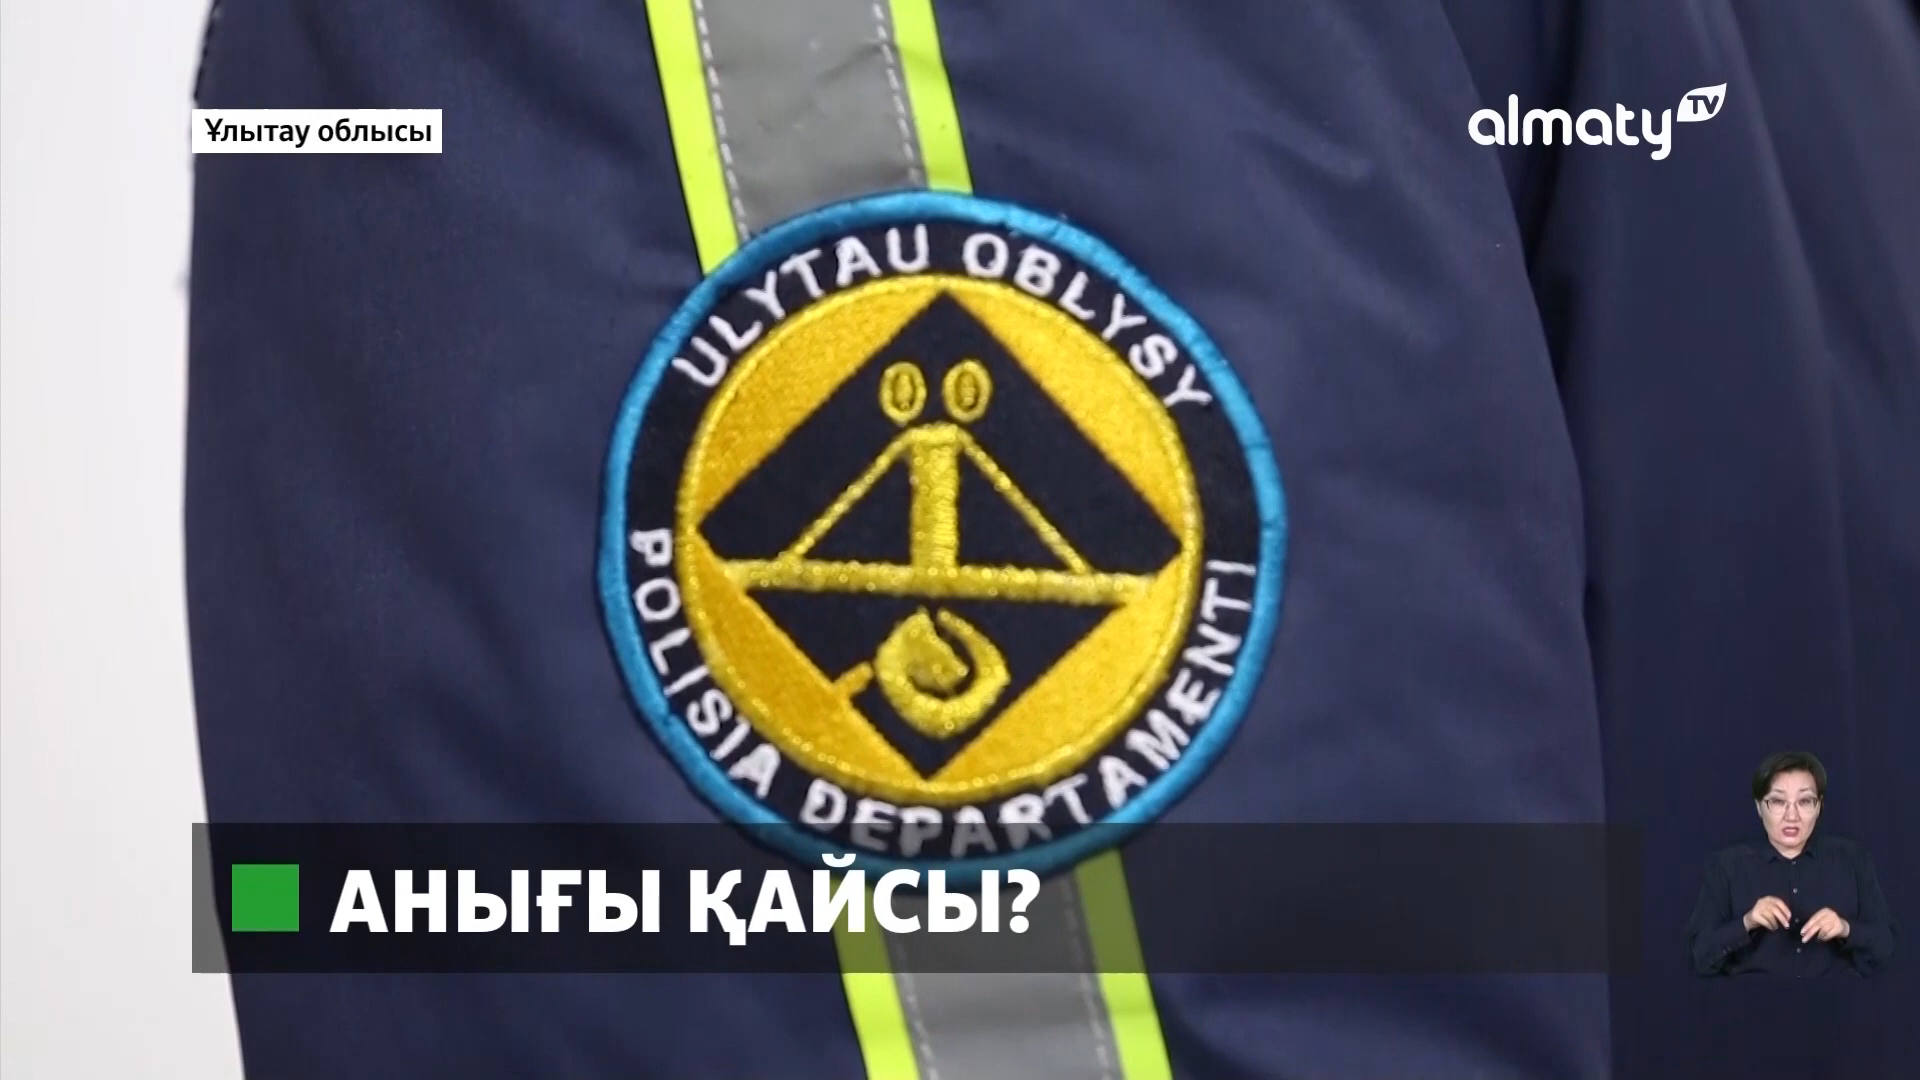 Ұлытау облысы
almaty TV
ULYTAU OBLYSY
POLISIA DEPARTAMENTI
АНЫҒЫ ҚАЙСЫ?